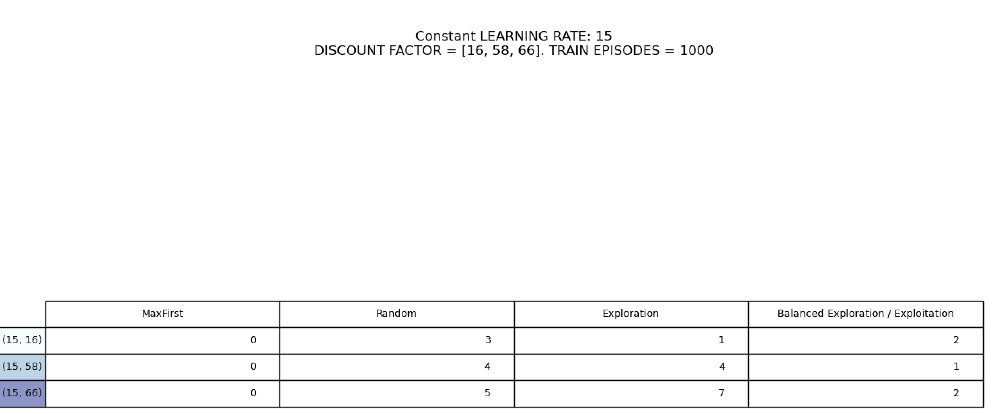 Constant LEARNING RATE: 15
DISCOUNT FACTOR = [16, 58, 66]. TRAIN EPISODES = 1000
MaxFirst Random Exploration Balanced Exploration / Exploitation
(15, 16) 0 3 1 2
(15, 58) 0 4 4 1
(15, 66) 0 5 7 2